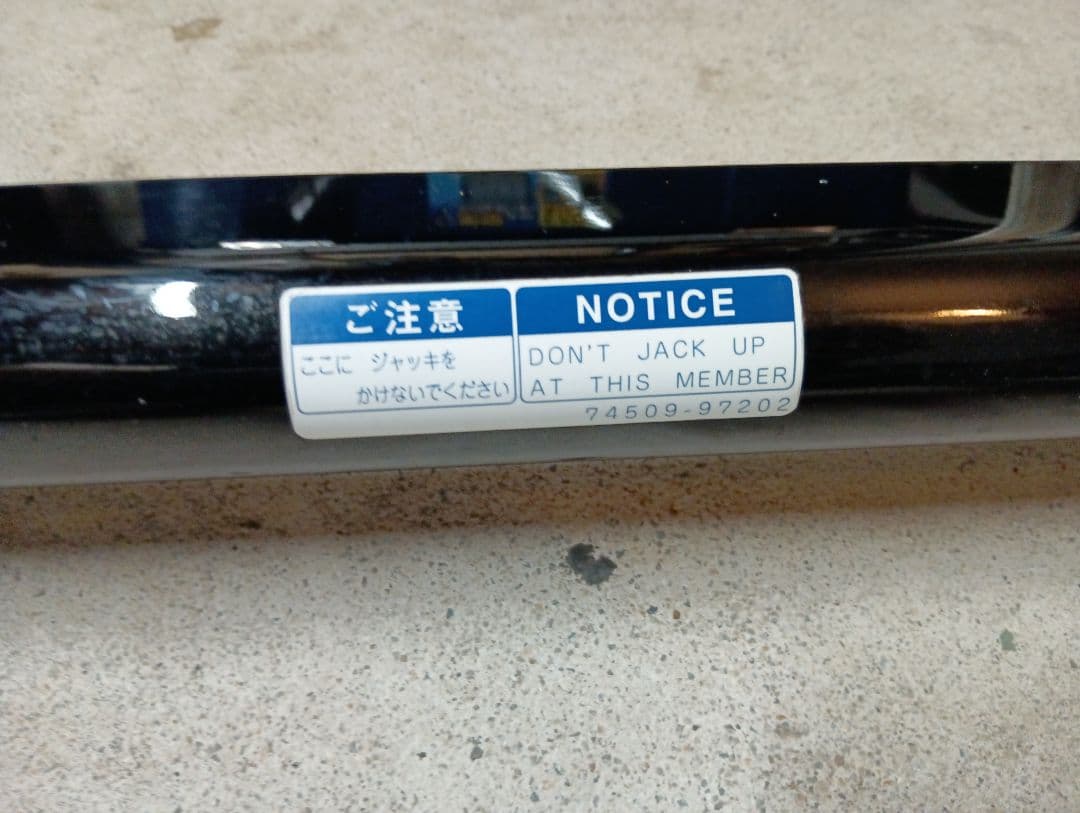 ご注意
ここに ジャッキを
かけないでください
NOTICE
DON'T JACK UP
AT THIS MEMBER
74509-97202